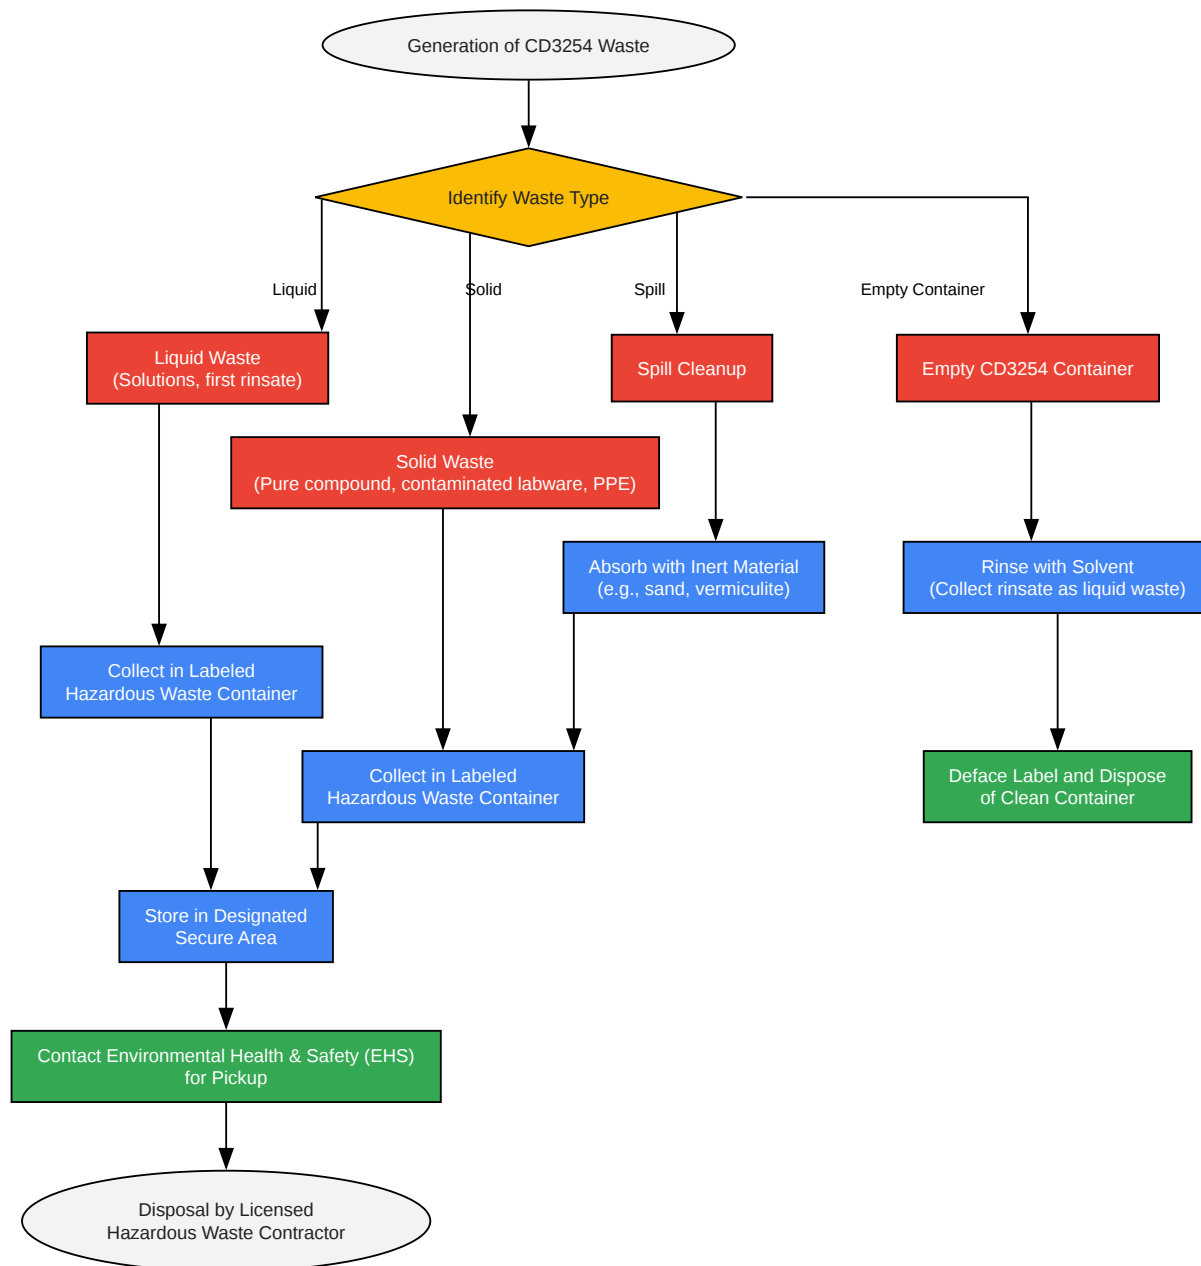 Generation of CD3254 Waste
Identify Waste Type
Liquid
Solid
Spill
Empty Container
Liquid Waste
(Solutions, first rinsate)
Spill Cleanup
Empty CD3254 Container
Solid Waste
(Pure compound, contaminated labware, PPE)
Absorb with Inert Material
(e.g., sand, vermiculite)
Rinse with Solvent
(Collect rinsate as liquid waste)
Collect in Labeled
Hazardous Waste Container
Collect in Labeled
Hazardous Waste Container
Deface Label and Dispose
of Clean Container
Store in Designated
Secure Area
Contact Environmental Health & Safety (EHS)
for Pickup
Disposal by Licensed
Hazardous Waste Contractor